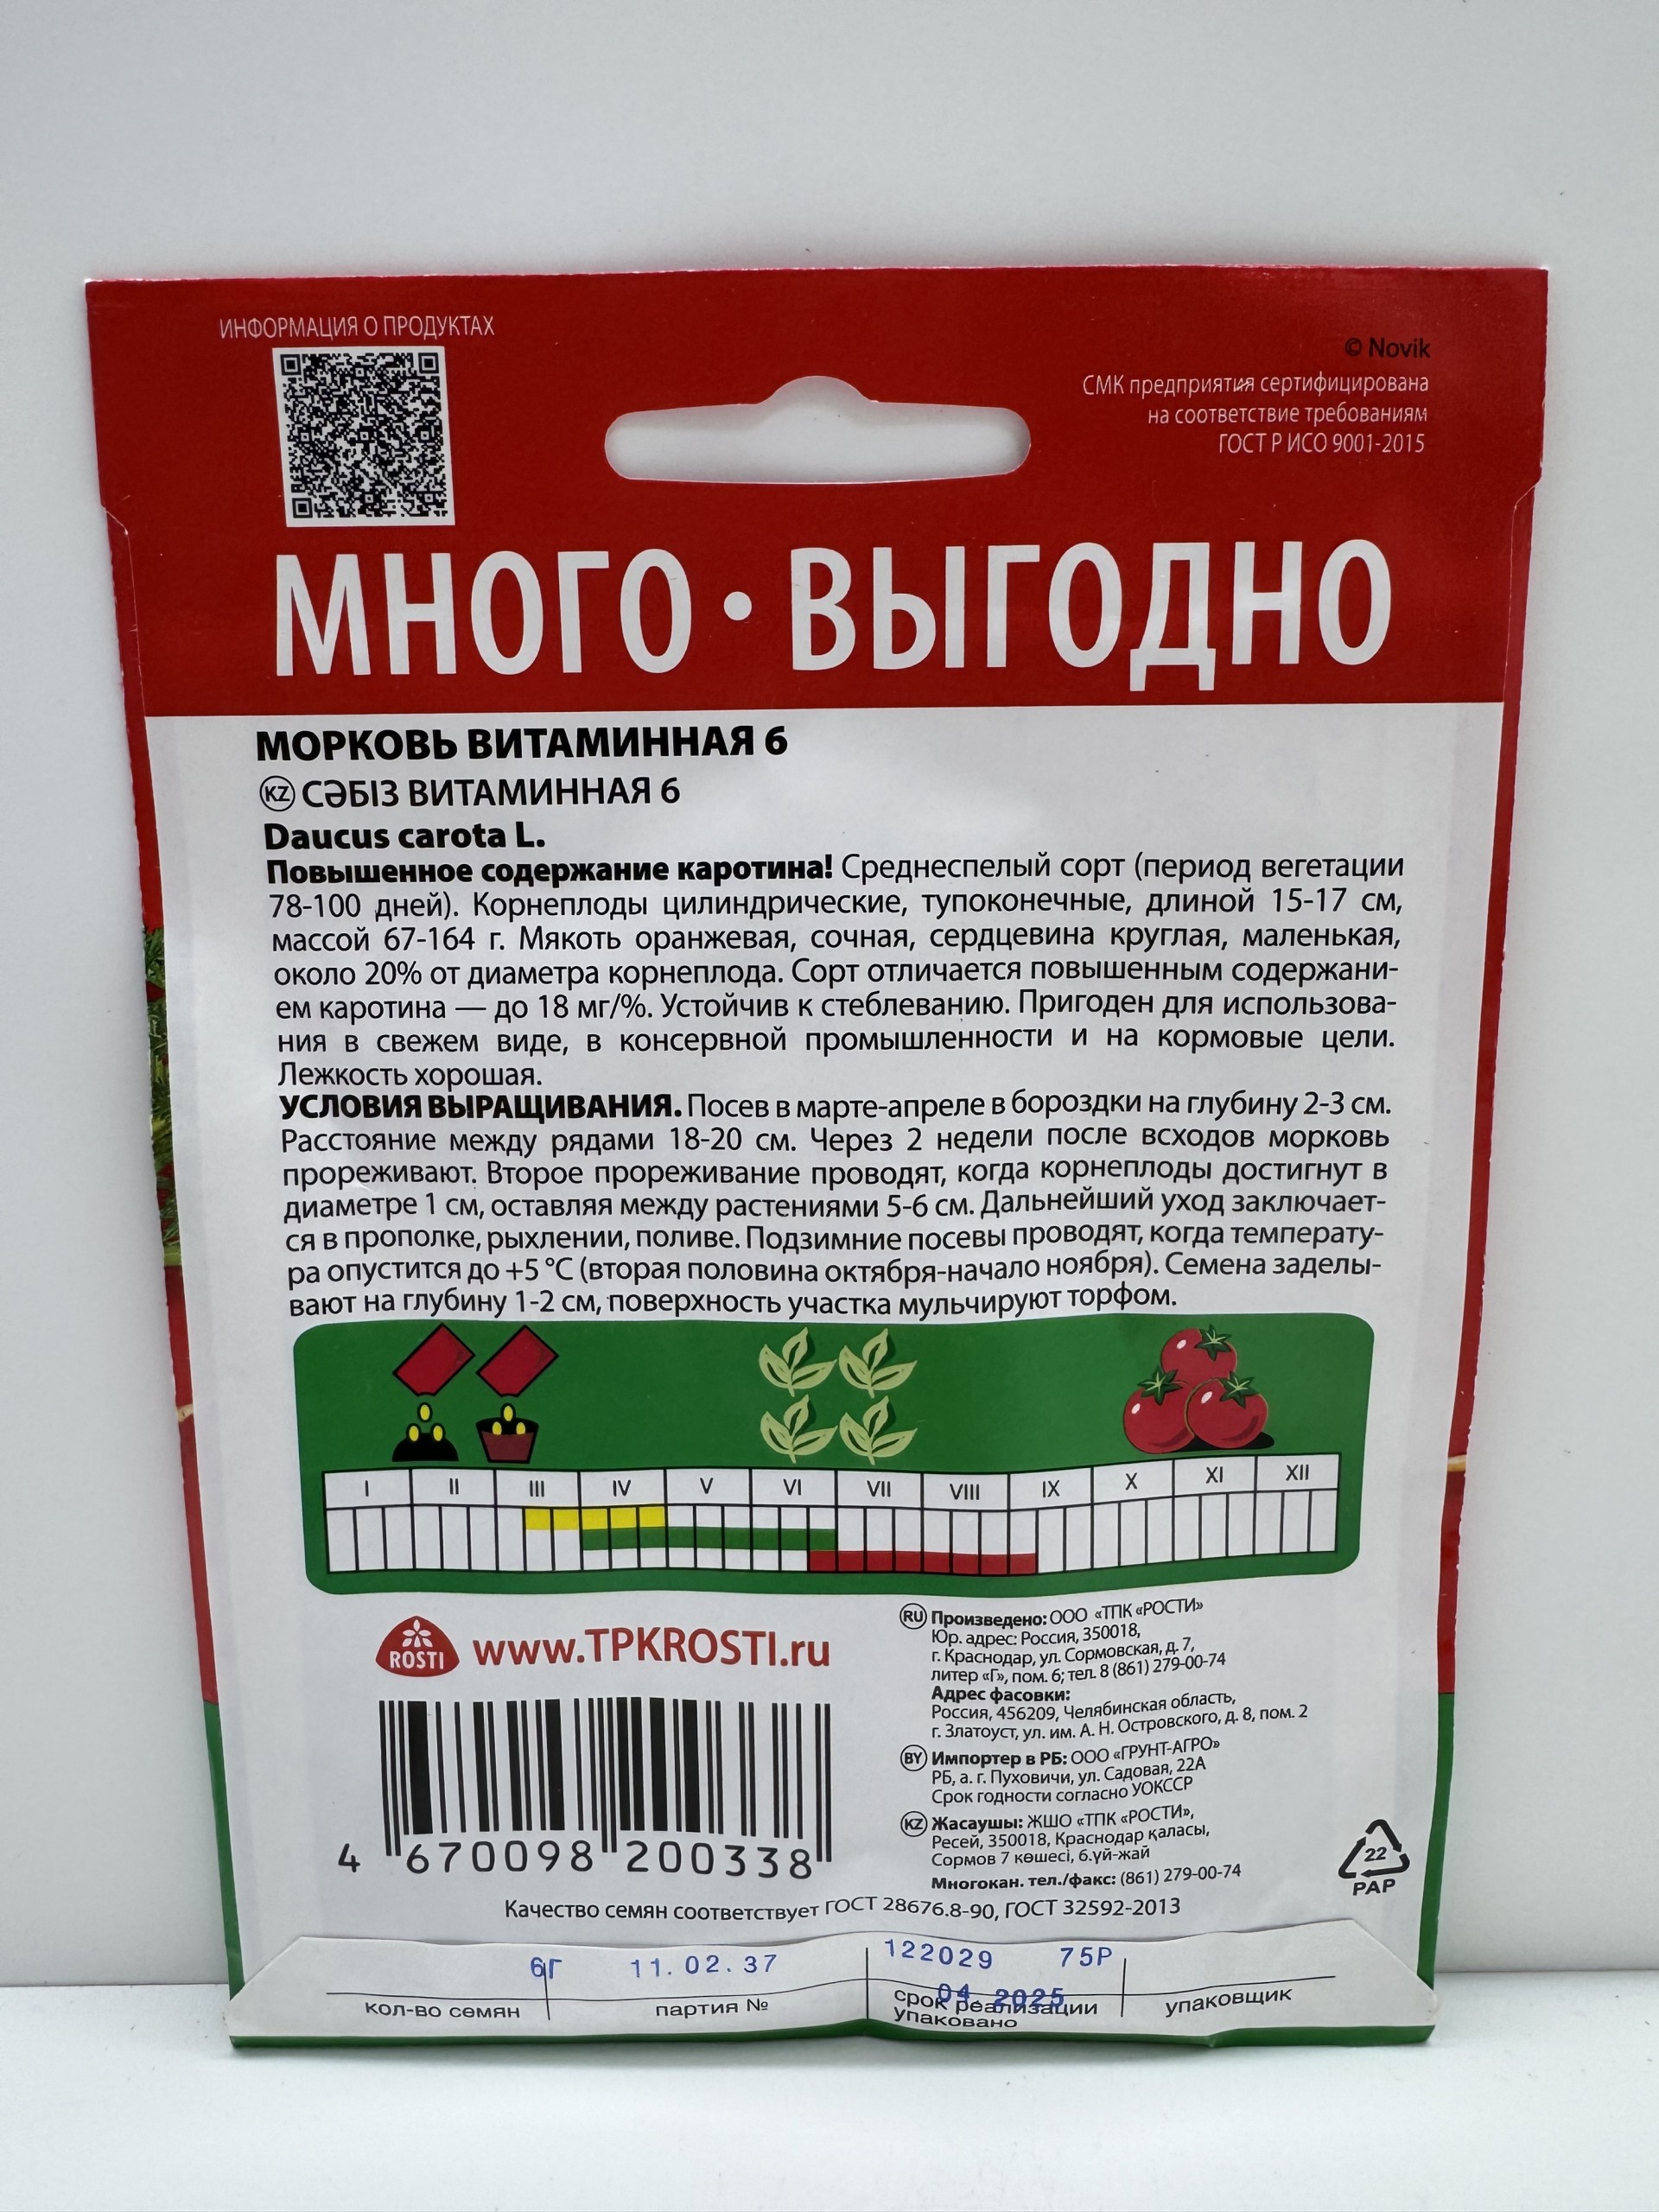 ИНФОРМАЦИЯ О ПРОДУКТАХ
© Novik
СМК предприятия сертифицирована
на соответствие требованиям
ГОСТ Р ИСО 9001-2015
МНОГО • ВЫГОДНО
МОРКОВЬ ВИТАМИННАЯ 6
KZ СӘБІЗ ВИТАМИННАЯ 6
Daucus carota L.
Повышенное содержание каротина! Среднеспелый сорт (период вегетации
78-100 дней). Корнеплоды цилиндрические, тупоконечные, длиной 15-17 см,
массой 67-164 г. Мякоть оранжевая, сочная, сердцевина круглая, маленькая,
около 20% от диаметра корнеплода. Сорт отличается повышенным содержани-
ем каротина — до 18 мг/%. Устойчив к стеблеванию. Пригоден для использова-
ния в свежем виде, в консервной промышленности и на кормовые цели.
Лежкость хорошая.
УСЛОВИЯ ВЫРАЩИВАНИЯ. Посев в марте-апреле в бороздки на глубину 2-3 см.
Расстояние между рядами 18-20 см. Через 2 недели после всходов морковь
прореживают. Второе прореживание проводят, когда корнеплоды достигнут в
диаметре 1 см, оставляя между растениями 5-6 см. Дальнейший уход заключает-
ся в прополке, рыхлении, поливе. Подзимние посевы проводят, когда температу-
ра опустится до +5 °С (вторая половина октября-начало ноября). Семена заделы-
вают на глубину 1-2 см, поверхность участка мульчируют торфом.
I II III IV V VI VII VIII IX X XI XII
ROSTI www.TPKROSTI.ru
RU Произведено: ООО «ТПК «РОСТИ»
Юр. адрес: Россия, 350018,
г. Краснодар, ул. Сормовская, д. 7,
литер «Г», пом. 6; тел. 8 (861) 279-00-74
Адрес фасовки:
Россия, 456209, Челябинская область,
г. Златоуст, ул. им. А. Н. Островского, д. 8, пом. 2
BY Импортер в РБ: ООО «ГРУНТ-АГРО»
РБ, а. г. Пуховичи, ул. Садовая, 22А
Срок годности согласно УОКССР
KZ Жасаушы: ЖШО «ТПК «РОСТИ»,
Ресей, 350018, Краснодар қаласы,
Сормов 7 көшесі, 6.үй-жай
Многокан. тел./факс: (861) 279-00-74
4 670098 200338
22
PAP
Качество семян соответствует ГОСТ 28676.8-90, ГОСТ 32592-2013
6Г 11.02.37 122029 75Р
04.2025
кол-во семян партия № срок реализации упаковщик
упаковано